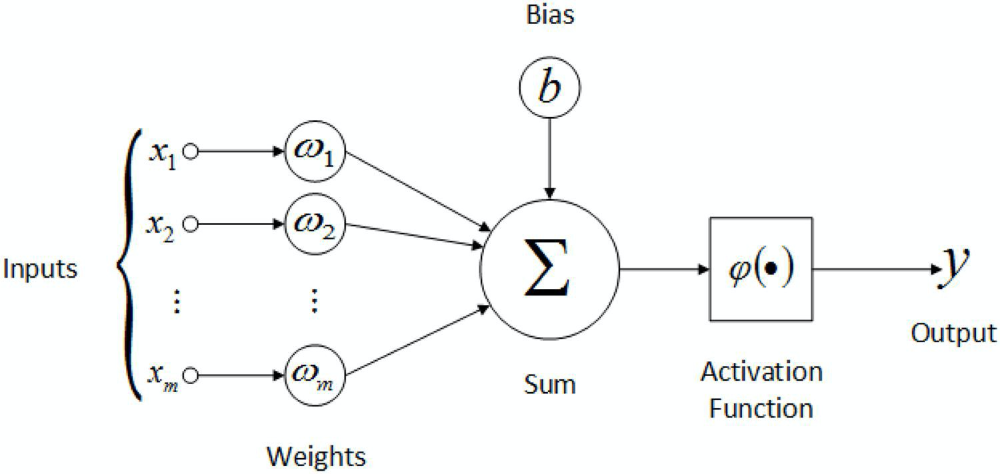 Bias
b
x1 ω1
x2 ω2
Inputs
⋮ ⋮
Σ
φ(•)
y
Output
xm ωm
Sum
Activation
Function
Weights